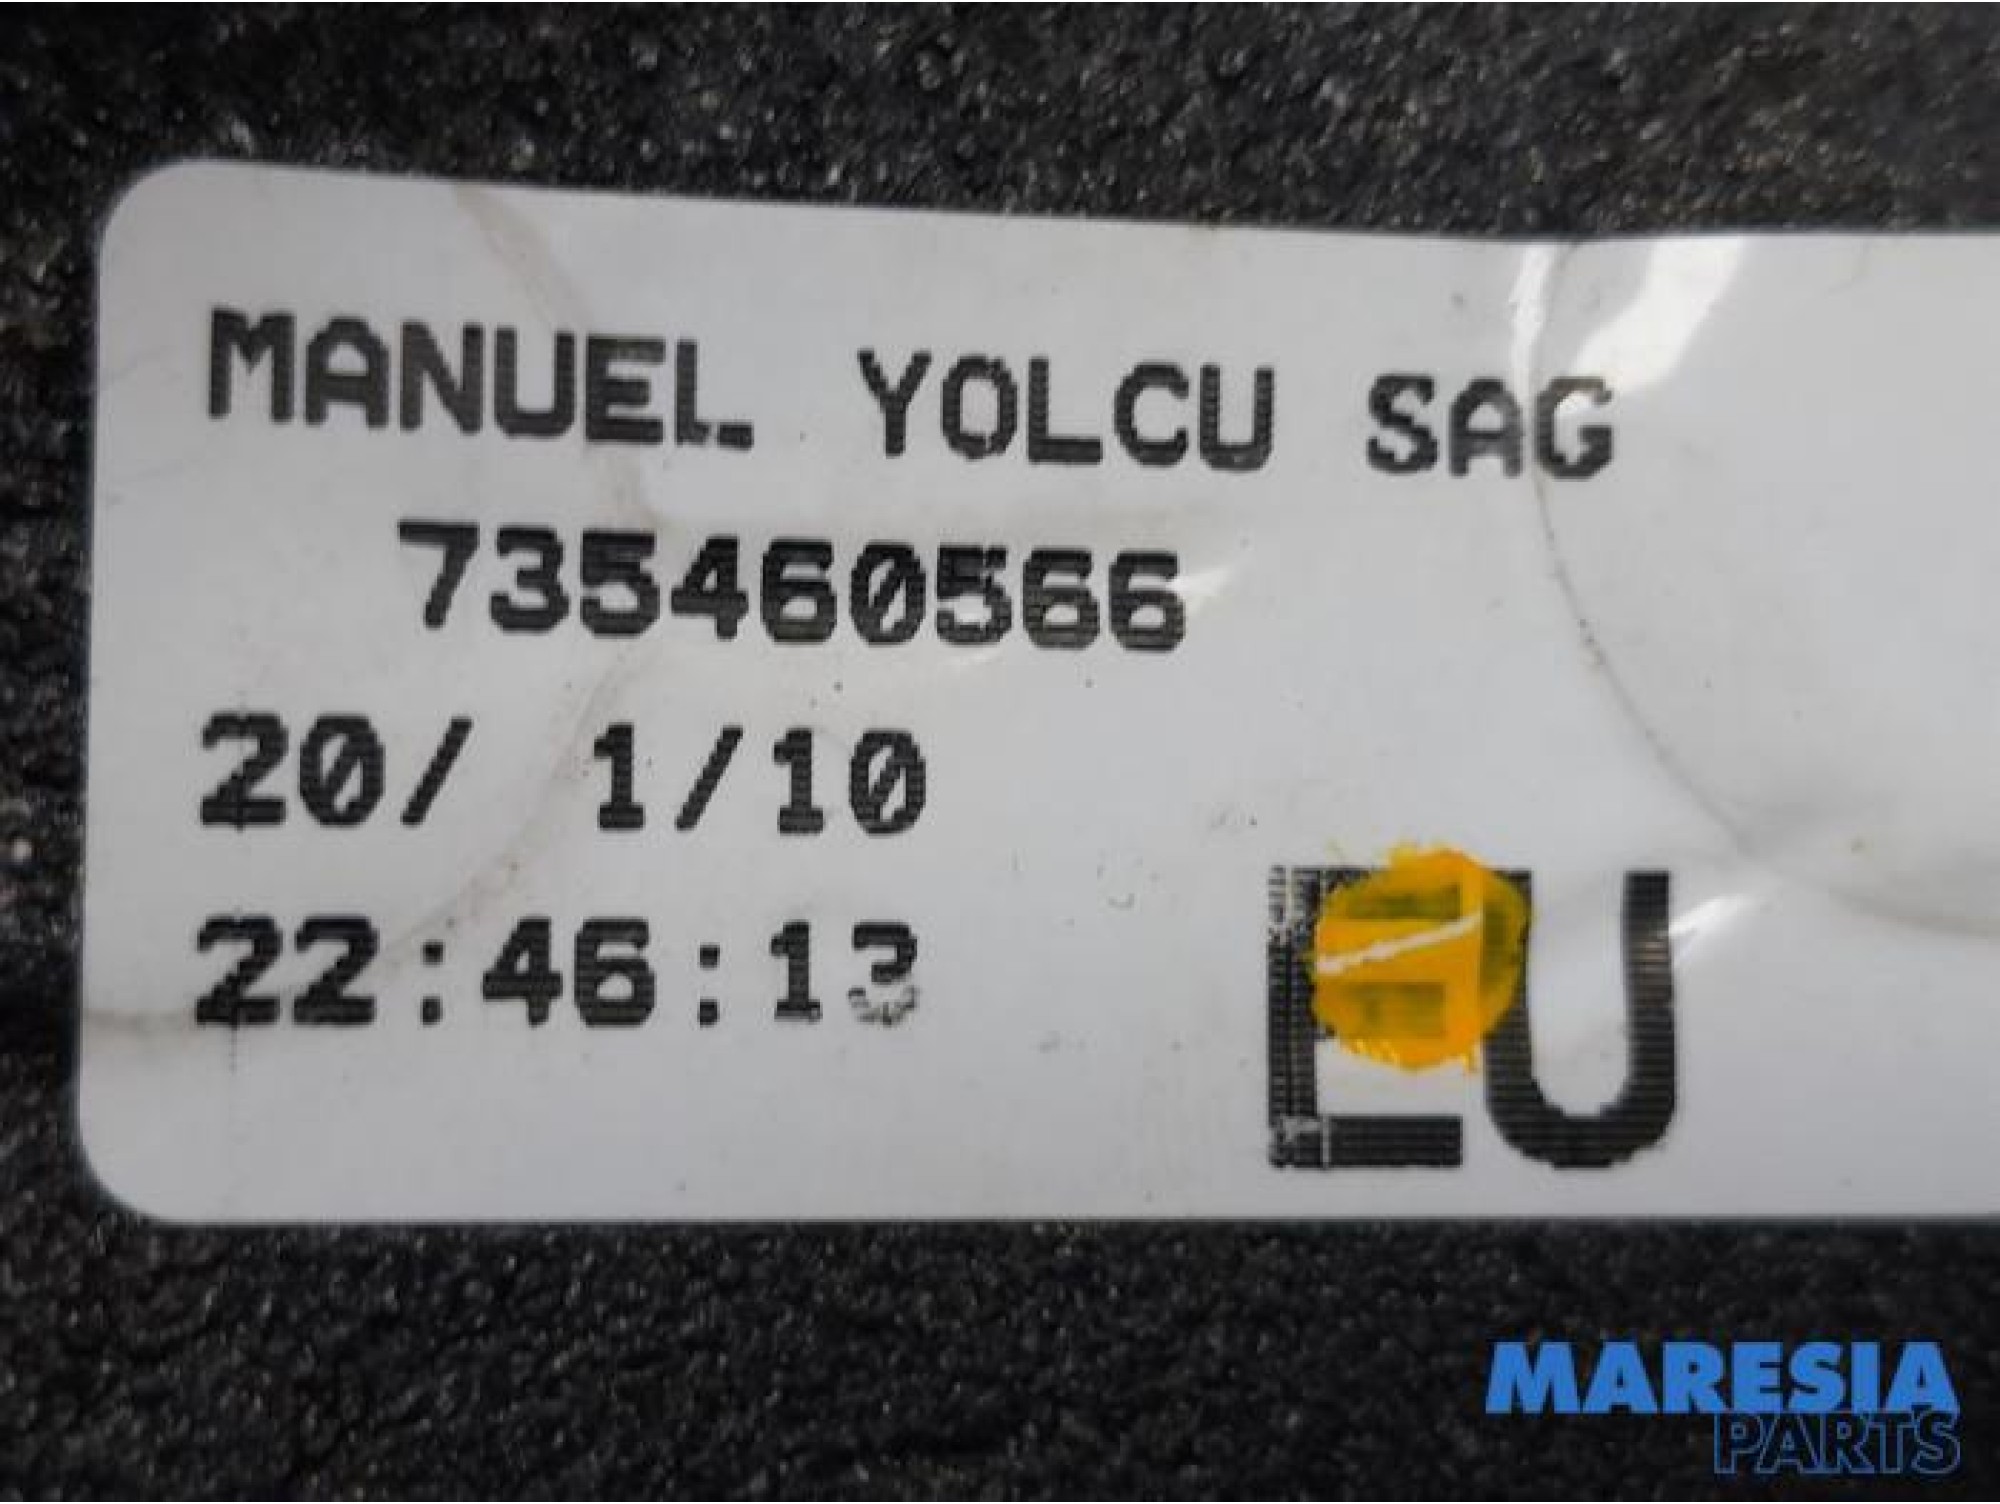 MANUEL YOLCU SAG
735460566
20/ 1/10
22:46:13
EU
MARESIA
PARTS